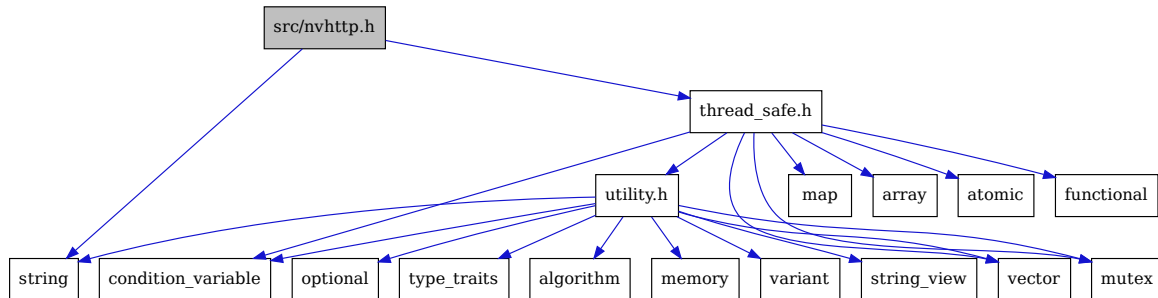 src/nvhttp.h
thread_safe.h
utility.h
map
array
atomic
functional
string
condition_variable
optional
type_traits
algorithm
memory
variant
string_view
vector
mutex